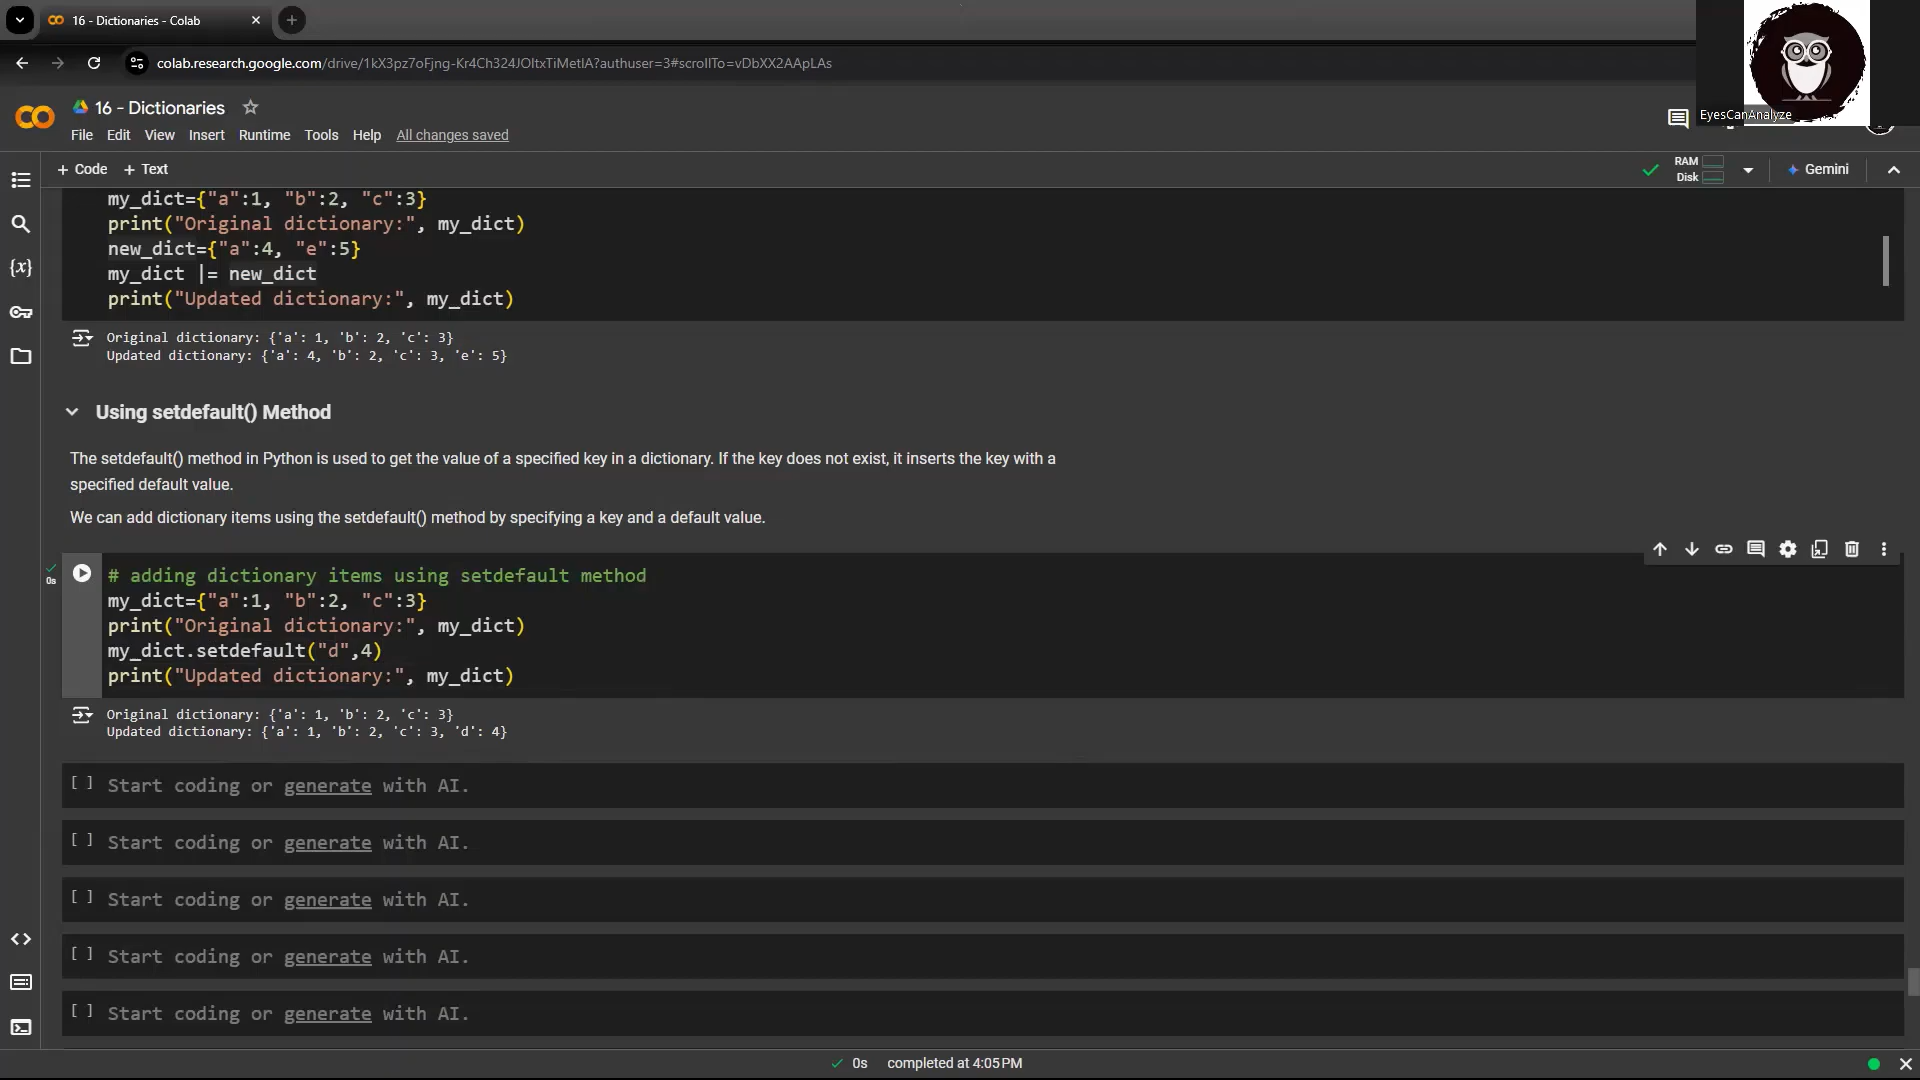 16 - Dictionaries - Colab
colab.research.google.com/drive/1kX3pz7oFjng-Kr4Ch324JOItxTiMetIA?authuser=3#scrollTo=vDbXX2AApLAs
EyesCanAnalyze
16 - Dictionaries
File Edit View Insert Runtime Tools Help All changes saved
+ Code + Text
RAM
Disk
Gemini
my_dict={"a":1, "b":2, "c":3}
print("Original dictionary:", my_dict)
new_dict={"a":4, "e":5}
my_dict |= new_dict
print("Updated dictionary:", my_dict)
Original dictionary: {'a': 1, 'b': 2, 'c': 3}
Updated dictionary: {'a': 4, 'b': 2, 'c': 3, 'e': 5}
Using setdefault() Method
The setdefault() method in Python is used to get the value of a specified key in a dictionary. If the key does not exist, it inserts the key with a
specified default value.
We can add dictionary items using the setdefault() method by specifying a key and a default value.
0s
# adding dictionary items using setdefault method
my_dict={"a":1, "b":2, "c":3}
print("Original dictionary:", my_dict)
my_dict.setdefault("d",4)
print("Updated dictionary:", my_dict)
Original dictionary: {'a': 1, 'b': 2, 'c': 3}
Updated dictionary: {'a': 1, 'b': 2, 'c': 3, 'd': 4}
[ ] Start coding or generate with AI.
[ ] Start coding or generate with AI.
[ ] Start coding or generate with AI.
[ ] Start coding or generate with AI.
[ ] Start coding or generate with AI.
0s completed at 4:05 PM